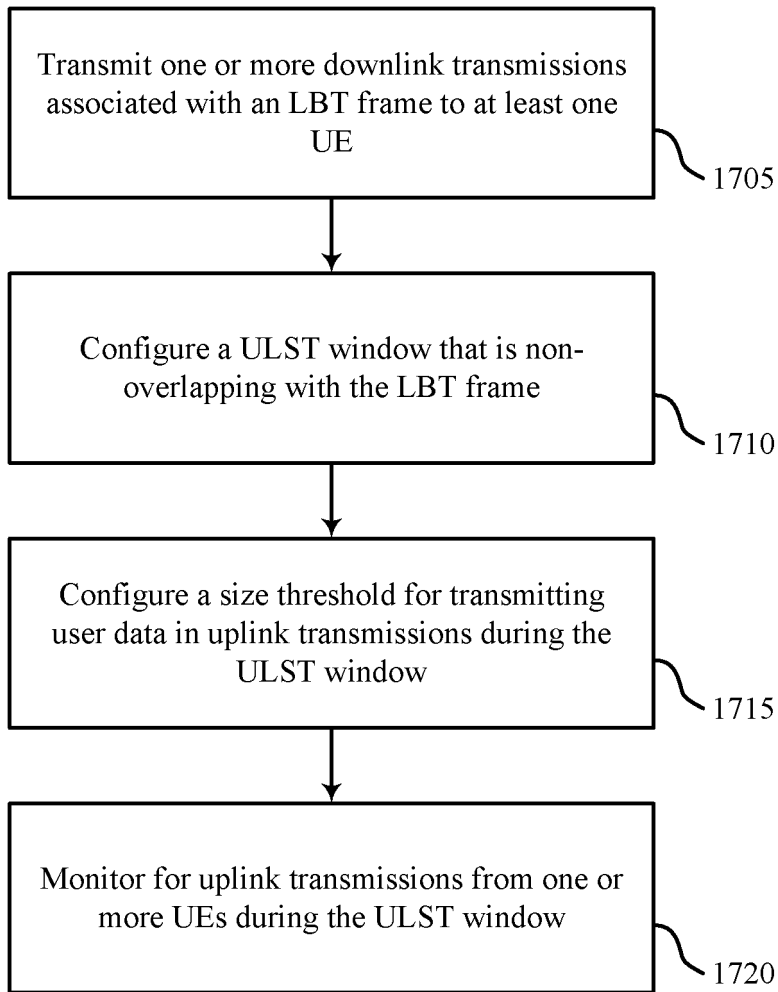 Transmit one or more downlink transmissions
associated with an LBT frame to at least one
UE
1705
Configure a ULST window that is non-
overlapping with the LBT frame
1710
Configure a size threshold for transmitting
user data in uplink transmissions during the
ULST window
1715
Monitor for uplink transmissions from one or
more UEs during the ULST window
1720